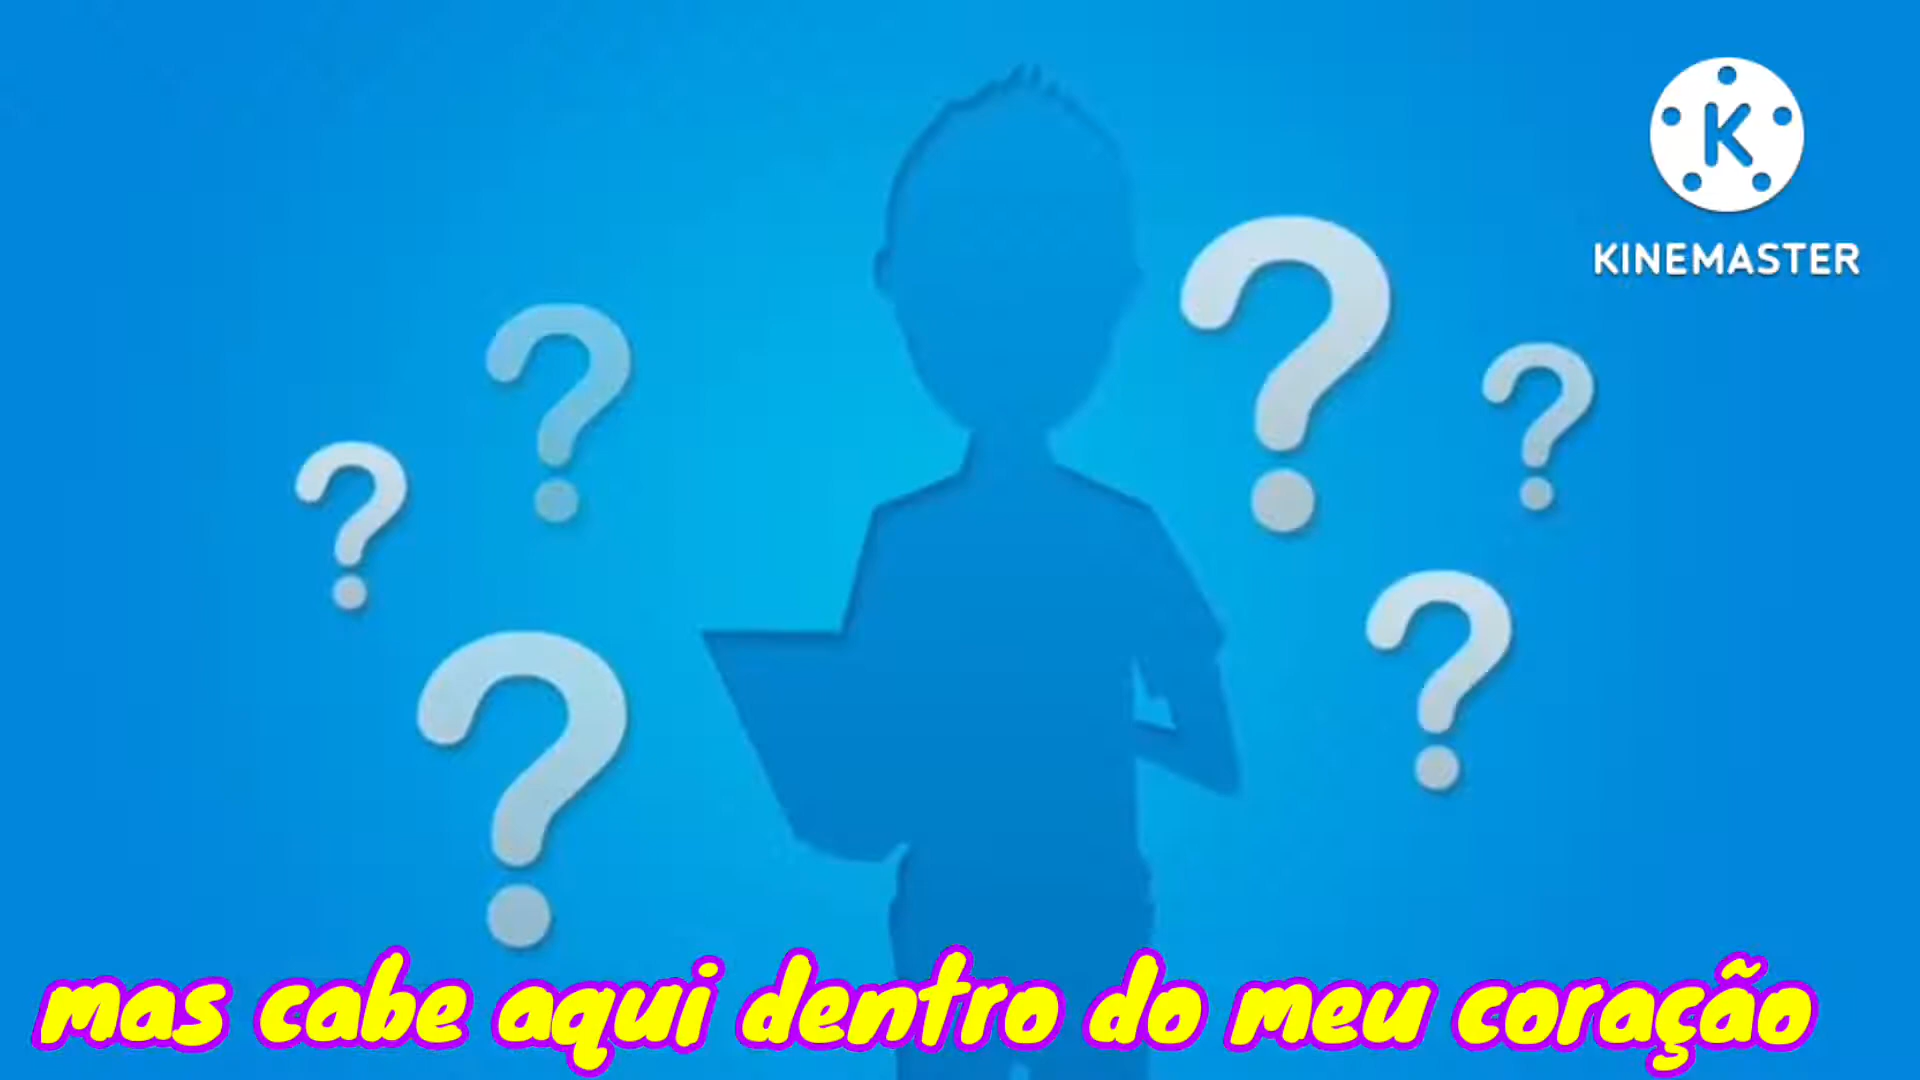 K
KINEMASTER
? ? ? ? ? ? ?
mas cabe aqui dentro do meu coração